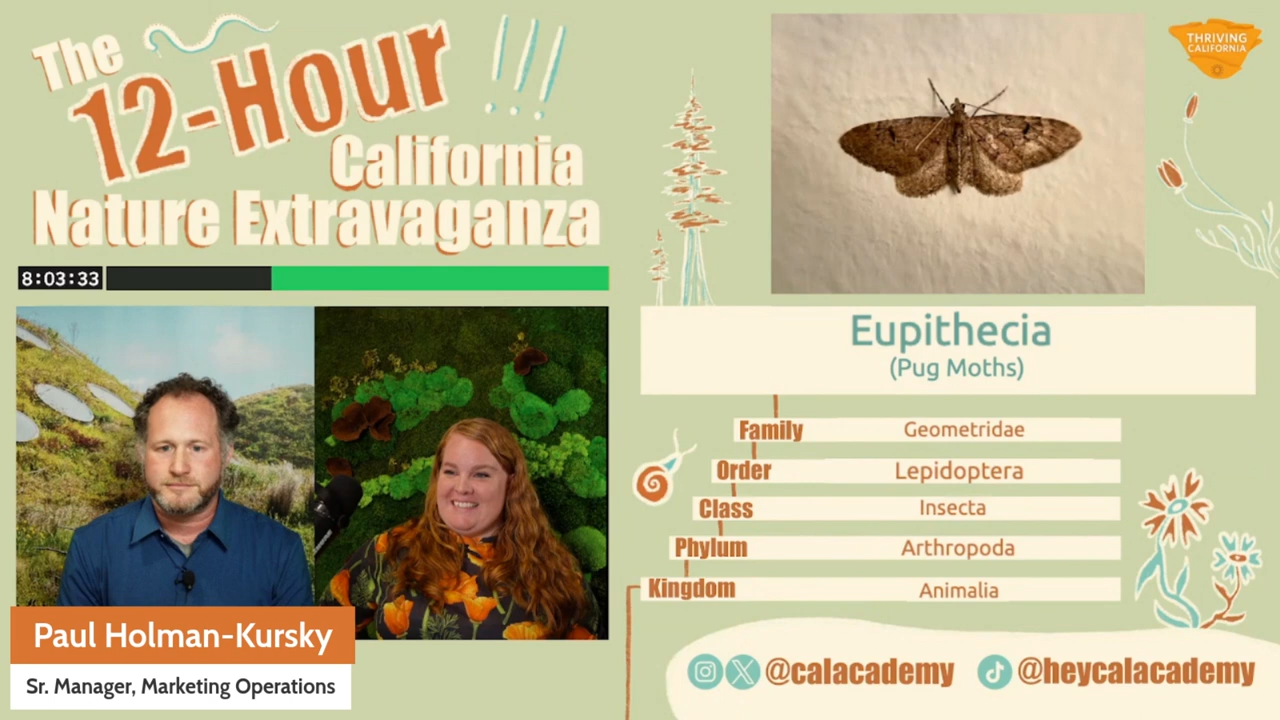 The
12-Hour
!!!
California
Nature Extravaganza
8:03:33
THRIVING
CALIFORNIA
Eupithecia
(Pug Moths)
Family Geometridae
Order Lepidoptera
Class Insecta
Phylum Arthropoda
Kingdom Animalia
Paul Holman-Kursky
Sr. Manager, Marketing Operations
@calacademy @heycalacademy